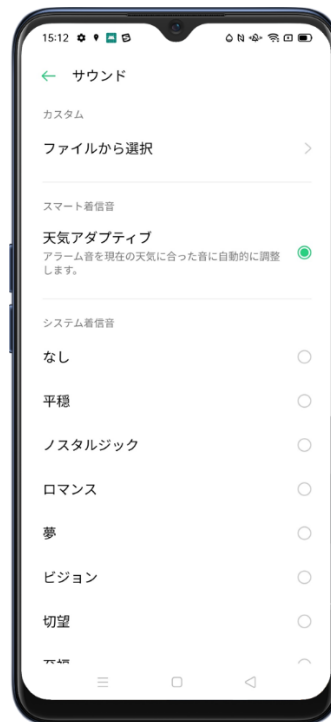 15:12
サウンド
カスタム
ファイルから選択
スマート着信音
天気アダプティブ
アラーム音を現在の天気に合った音に自動的に調整
します。
システム着信音
なし
平穏
ノスタルジック
ロマンス
夢
ビジョン
切望